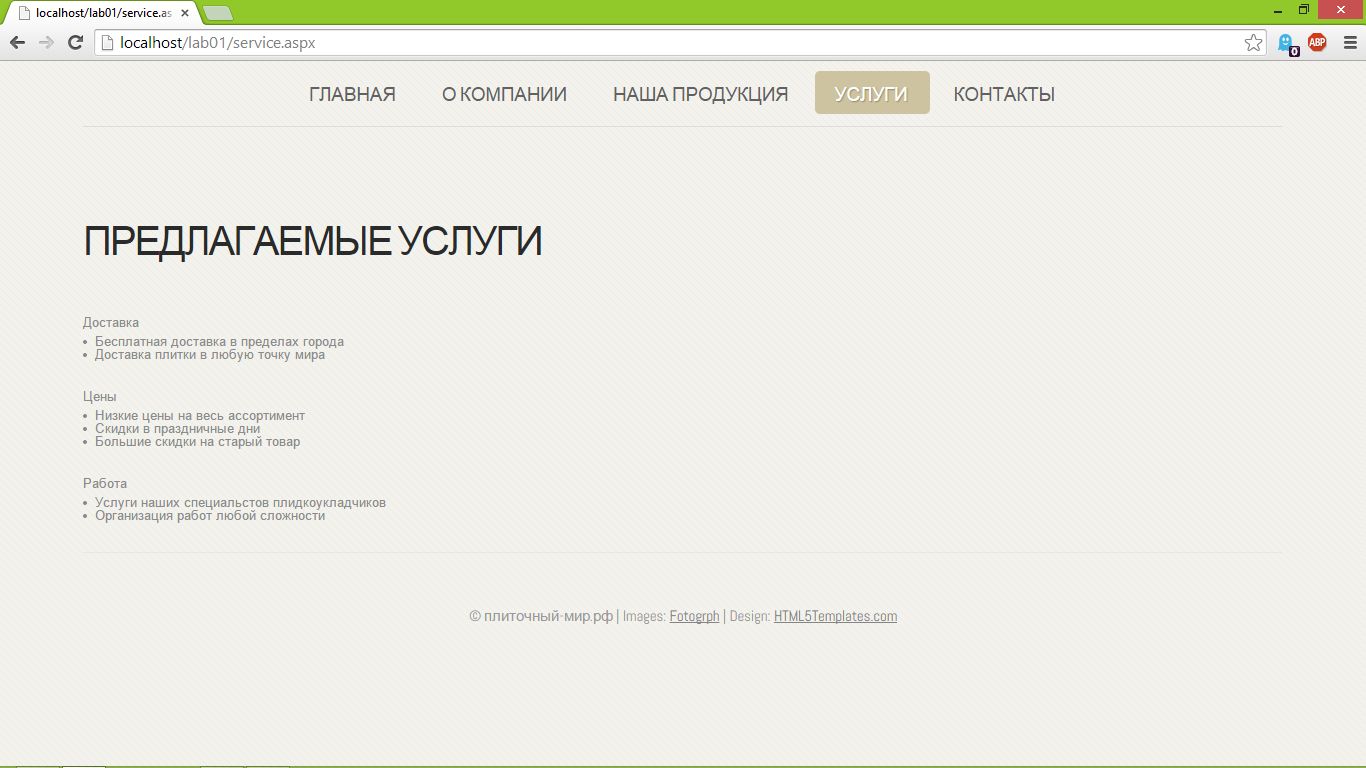 localhost/lab01/service.as
localhost/lab01/service.aspx
ABP
0
ГЛАВНАЯ О КОМПАНИИ НАША ПРОДУКЦИЯ УСЛУГИ КОНТАКТЫ
ПРЕДЛАГАЕМЫЕ УСЛУГИ
Доставка
• Бесплатная доставка в пределах города
• Доставка плитки в любую точку мира
Цены
• Низкие цены на весь ассортимент
• Скидки в праздничные дни
• Большие скидки на старый товар
Работа
• Услуги наших специальстов плидкоукладчиков
• Организация работ любой сложности
© плиточный-мир.рф | Images: Fotogrph | Design: HTML5Templates.com